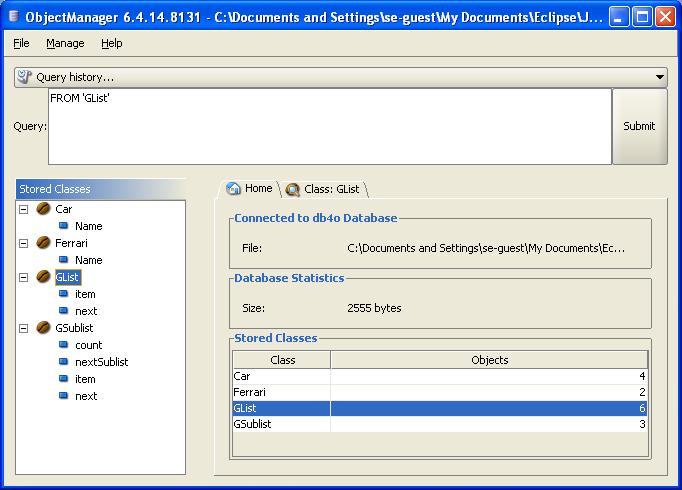 ObjectManager 6.4.14.8131 - C:\Documents and Settings\se-guest\My Documents\Eclipse\J...
File Manage Help
Query history...
Query:
FROM 'GList'
Submit
Stored Classes
Car
Name
Ferrari
Name
GList
item
next
GSublist
count
nextSublist
item
next
Home Class: GList
Connected to db4o Database
File: C:\Documents and Settings\se-guest\My Documents\Ec...
Database Statistics
Size: 2555 bytes
Stored Classes
Class Objects
Car 4
Ferrari 2
GList 6
GSublist 3